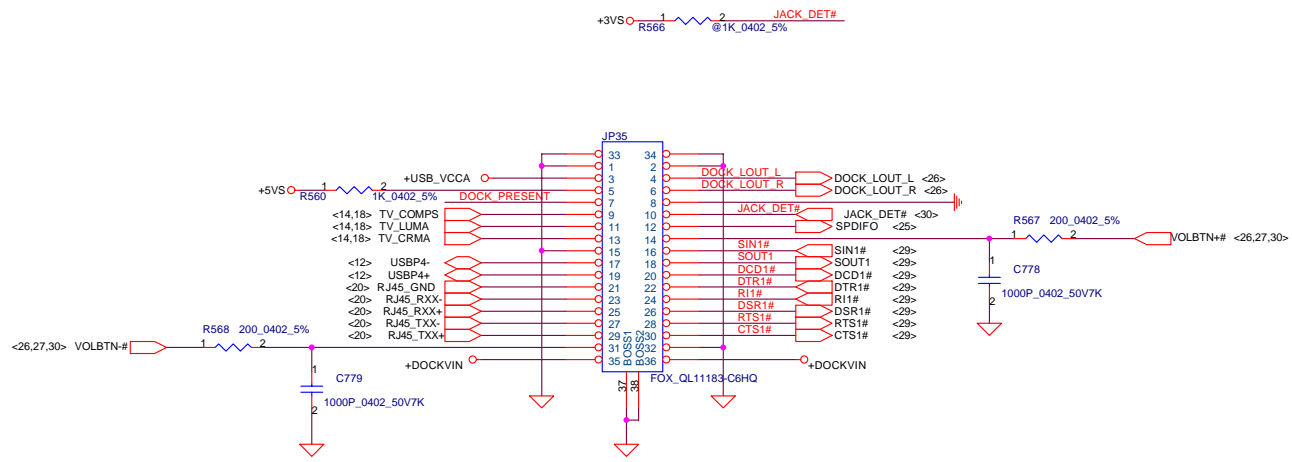 +3VS 1 2 JACK_DET#
R566 @1K_0402_5%
JP35
33 34
1 2
+USB_VCCA 3 4 DOCK_LOUT_L DOCK_LOUT_L <26>
+5VS 1 2 5 6 DOCK_LOUT_R DOCK_LOUT_R <26>
R560 1K_0402_5%
DOCK_PRESENT 7 8
<14,18> TV_COMPS 9 10 JACK_DET# JACK_DET# <30>
<14,18> TV_LUMA 11 12 SPDIFO <25>
<14,18> TV_CRMA 13 14
R567 200_0402_5%
1 2 VOLBTN+# <26,27,30>
15 16 SIN1# SIN1# <29>
<12> USBP4- 17 18 SOUT1 SOUT1 <29>
<12> USBP4+ 19 20 DCD1# DCD1# <29>
<20> RJ45_GND 21 22 DTR1# DTR1# <29>
<20> RJ45_RXX- 23 24 RI1# RI1# <29>
<20> RJ45_RXX+ 25 26 DSR1# DSR1# <29>
<20> RJ45_TXX- 27 28 RTS1# RTS1# <29>
<20> RJ45_TXX+ 29 30 CTS1# CTS1# <29>
1
C778
1000P_0402_50V7K
2
R568 200_0402_5%
<26,27,30> VOLBTN-# 1 2 31 32
+DOCKVIN 35 36 +DOCKVIN
BOSS1
BOSS2
37
38
FOX_QL11183-C6HQ
1
C779
1000P_0402_50V7K
2